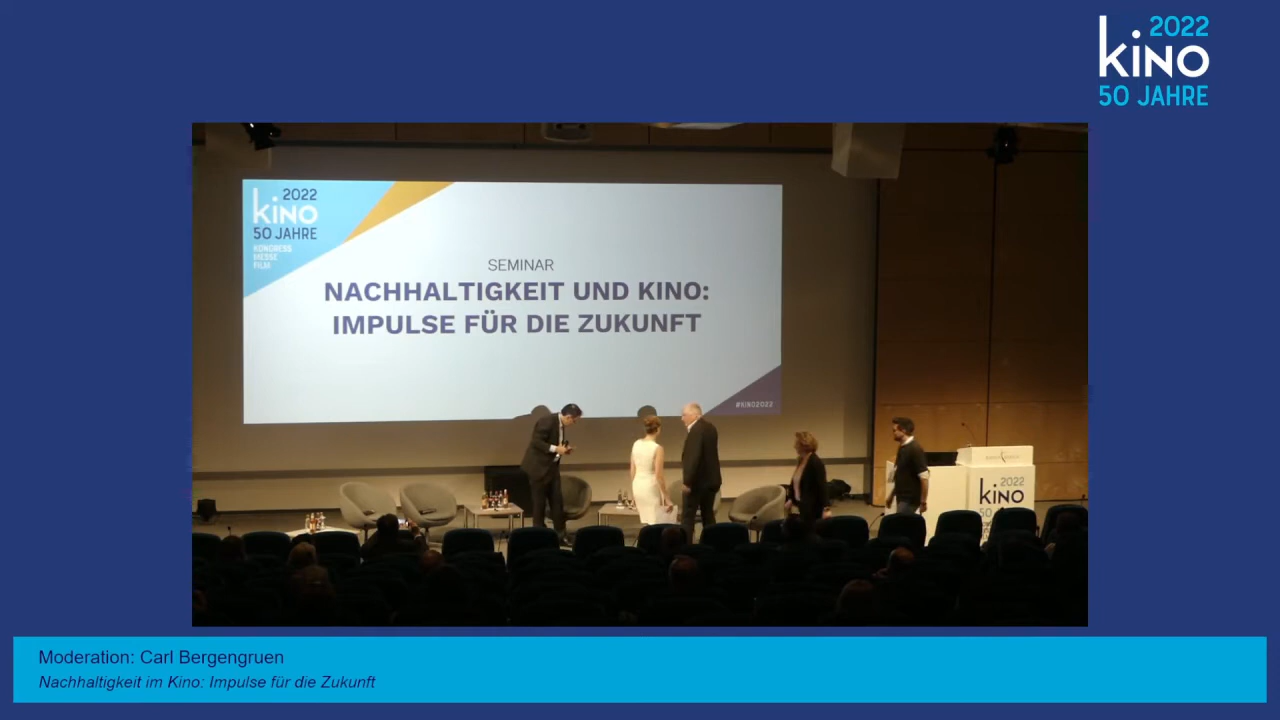 2022
kino
50 JAHRE
2022
kino
50 JAHRE
KONGRESS
MESSE
FILM
SEMINAR
NACHHALTIGKEIT UND KINO:
IMPULSE FÜR DIE ZUKUNFT
#KINO2022
2022
kino
50
Moderation: Carl Bergengruen
Nachhaltigkeit im Kino: Impulse für die Zukunft